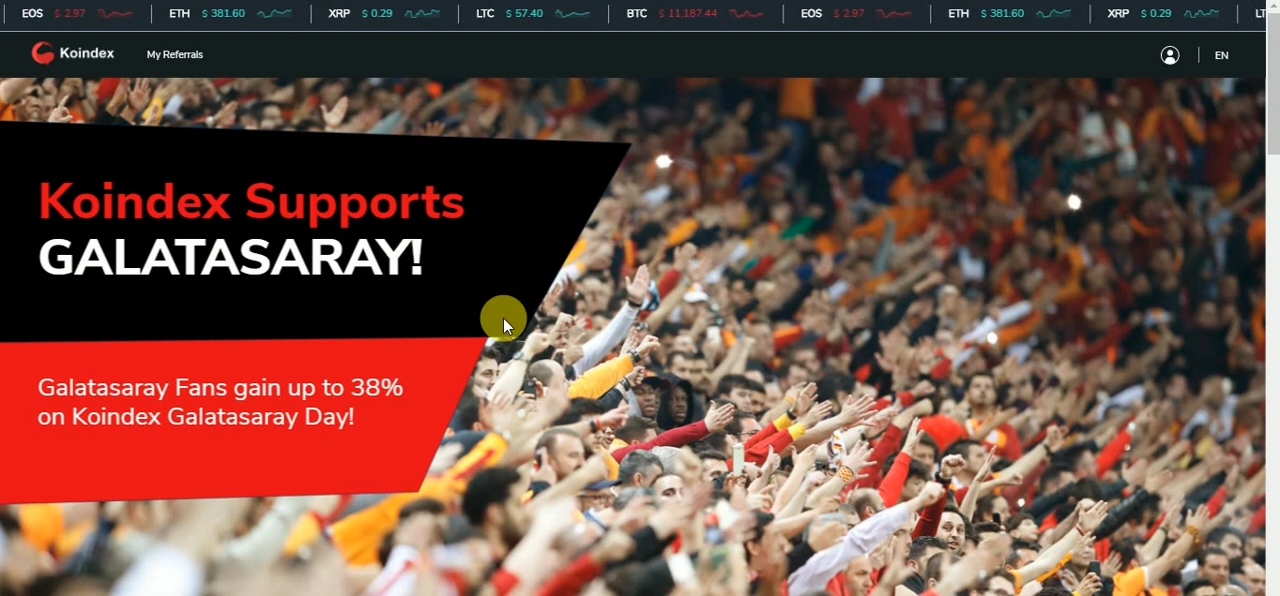 EOS $ 2.97 ETH $ 381.60 XRP $ 0.29 LTC $ 57.40 BTC $ 11,187.44 EOS $ 2.97 ETH $ 381.60 XRP $ 0.29 LT
Koindex My Referrals EN
Koindex Supports
GALATASARAY!
Galatasaray Fans gain up to 38%
on Koindex Galatasaray Day!